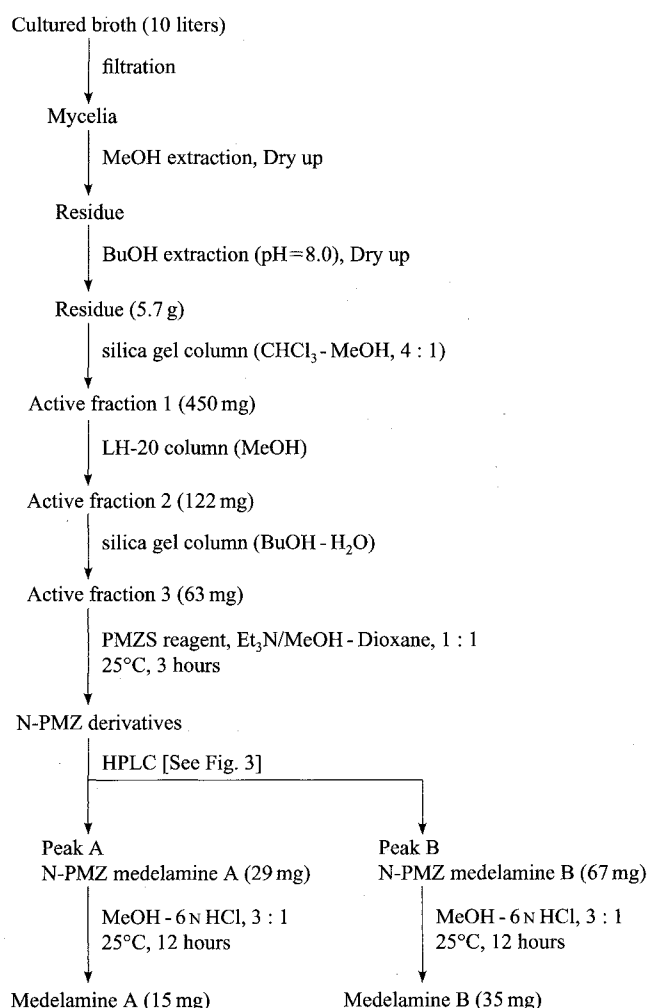 Cultured broth (10 liters)
filtration
Mycelia
MeOH extraction, Dry up
Residue
BuOH extraction (pH=8.0), Dry up
Residue (5.7 g)
silica gel column (CHCl₃ - MeOH, 4 : 1)
Active fraction 1 (450 mg)
LH-20 column (MeOH)
Active fraction 2 (122 mg)
silica gel column (BuOH - H₂O)
Active fraction 3 (63 mg)
PMZS reagent, Et₃N/MeOH - Dioxane, 1 : 1
25°C, 3 hours
N-PMZ derivatives
HPLC [See Fig. 3]
Peak A
N-PMZ medelamine A (29 mg)
MeOH - 6 N HCl, 3 : 1
25°C, 12 hours
Medelamine A (15 mg)
Peak B
N-PMZ medelamine B (67 mg)
MeOH - 6 N HCl, 3 : 1
25°C, 12 hours
Medelamine B (35 mg)